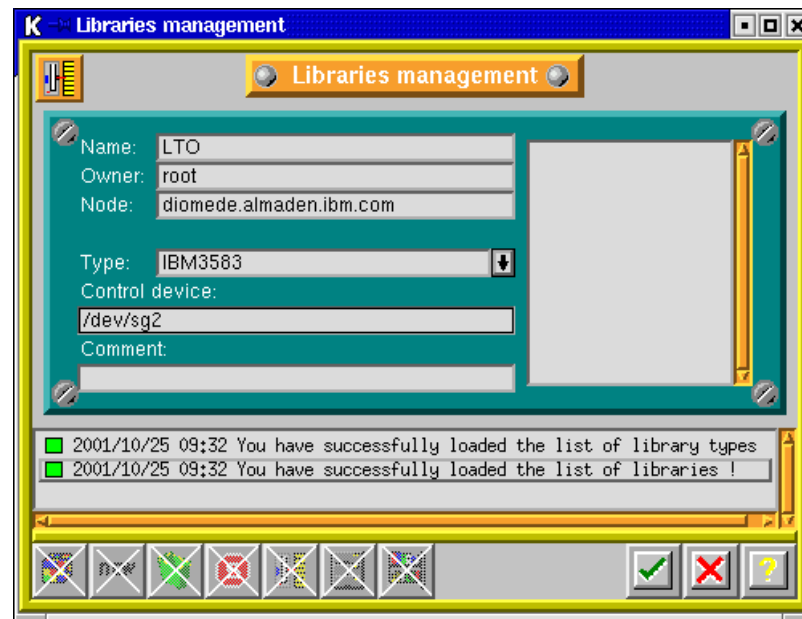 Libraries management
Libraries management
Name: LTO
Owner: root
Node: diomede.almaden.ibm.com
Type: IBM3583
Control device:
/dev/sg2
Comment:
2001/10/25 09:32 You have successfully loaded the list of library types
2001/10/25 09:32 You have successfully loaded the list of libraries !
new
?